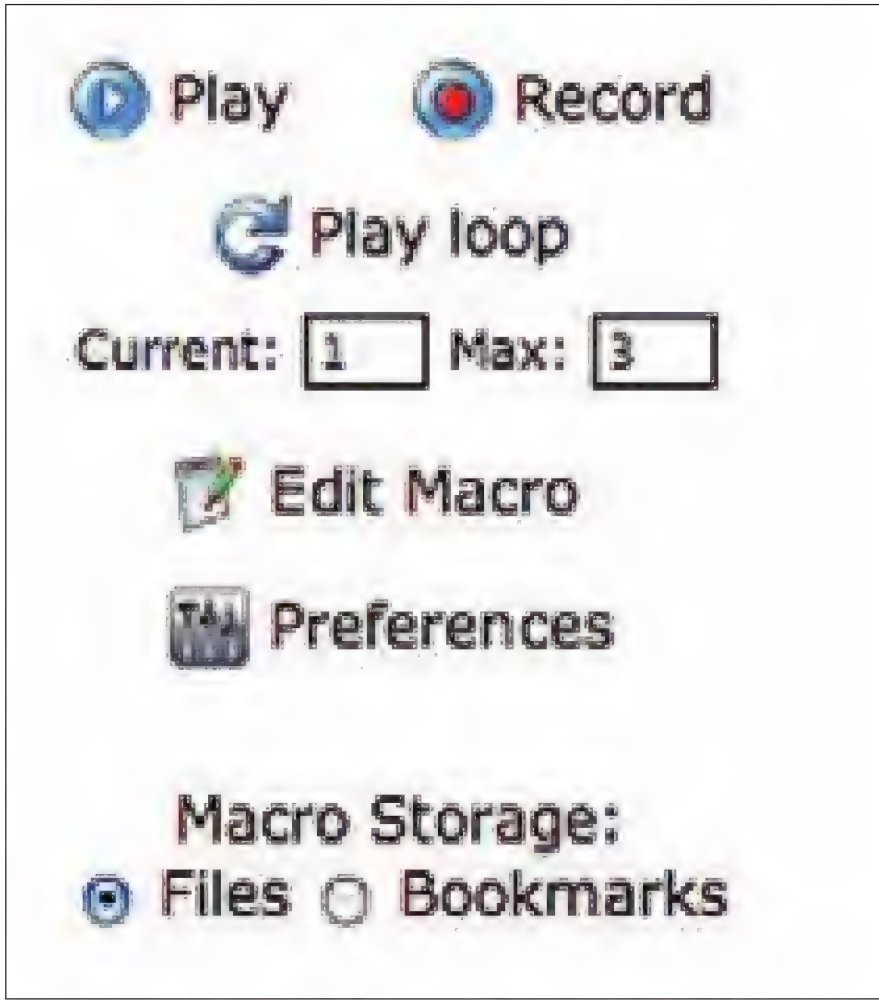 Play Record
Play loop
Current: 1 Max: 3
Edit Macro
Preferences
Macro Storage:
Files Bookmarks